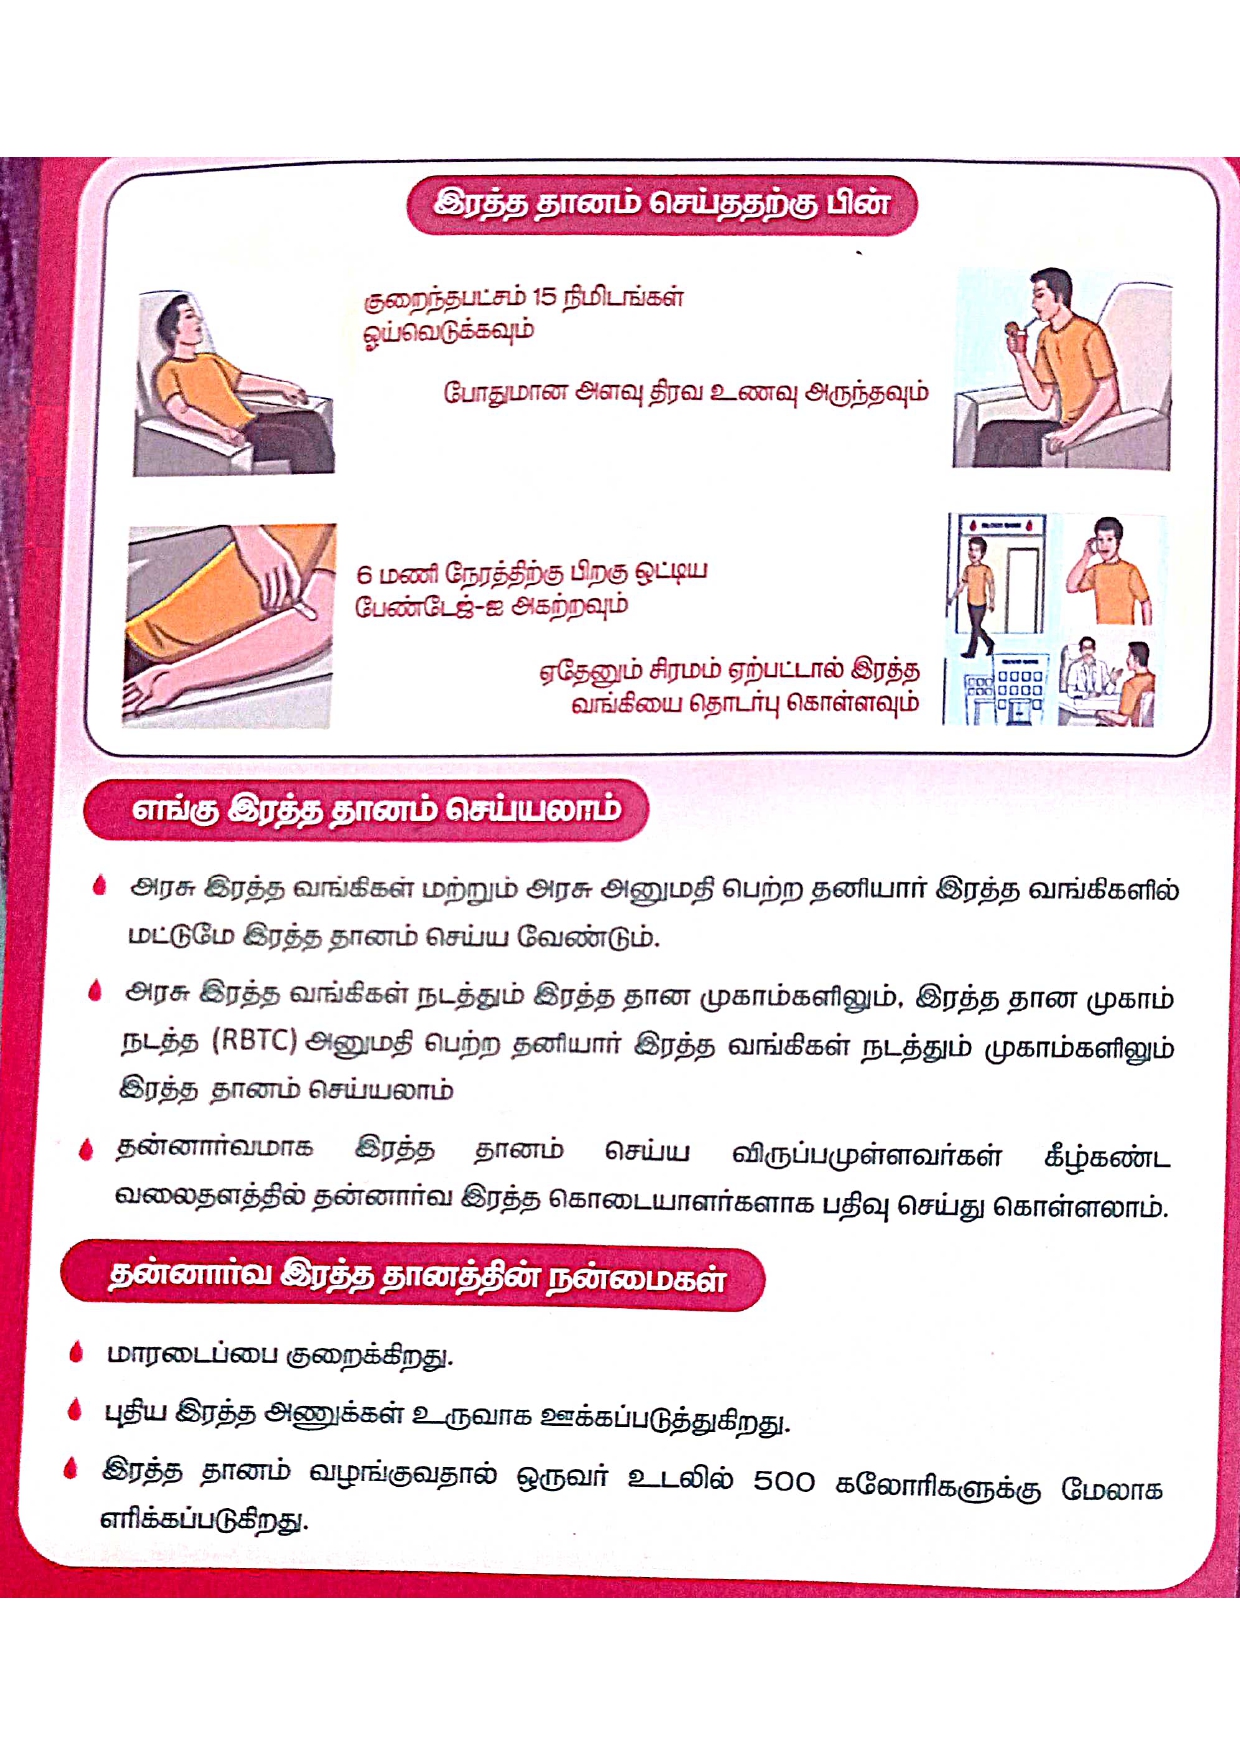 இரத்த தானம் செய்ததற்கு பின்
குறைந்தபட்சம் 15 நிமிடங்கள்
ஓய்வெடுக்கவும்
போதுமான அளவு திரவ உணவு அருந்தவும்
6 மணி நேரத்திற்கு பிறகு ஒட்டிய
பேண்டேஜ்-ஐ அகற்றவும்
ஏதேனும் சிரமம் ஏற்பட்டால் இரத்த
வங்கியை தொடர்பு கொள்ளவும்
எங்கு இரத்த தானம் செய்யலாம்
அரசு இரத்த வங்கிகள் மற்றும் அரசு அனுமதி பெற்ற தனியார் இரத்த வங்கிகளில்
மட்டுமே இரத்த தானம் செய்ய வேண்டும்.
அரசு இரத்த வங்கிகள் நடத்தும் இரத்த தான முகாம்களிலும், இரத்த தான முகாம்
நடத்த (RBTC) அனுமதி பெற்ற தனியார் இரத்த வங்கிகள் நடத்தும் முகாம்களிலும்
இரத்த தானம் செய்யலாம்
தன்னார்வமாக இரத்த தானம் செய்ய விருப்பமுள்ளவர்கள் கீழ்கண்ட
வலைதளத்தில் தன்னார்வ இரத்த கொடையாளர்களாக பதிவு செய்து கொள்ளலாம்.
தன்னார்வ இரத்த தானத்தின் நன்மைகள்
மாரடைப்பை குறைக்கிறது.
புதிய இரத்த அணுக்கள் உருவாக ஊக்கப்படுத்துகிறது.
இரத்த தானம் வழங்குவதால் ஒருவர் உடலில் 500 கலோரிகளுக்கு மேலாக
எரிக்கப்படுகிறது.